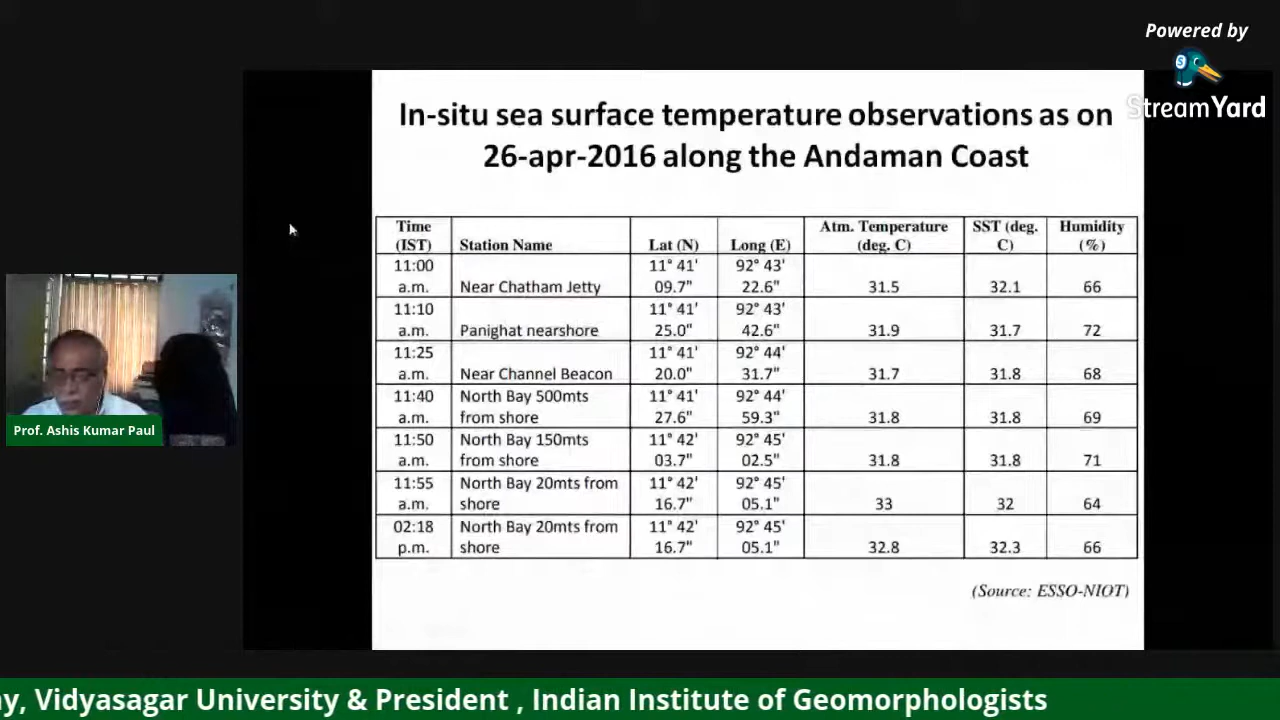 Powered by
StreamYard
In-situ sea surface temperature observations as on
26-apr-2016 along the Andaman Coast
Time (IST) Station Name Lat (N) Long (E) Atm. Temperature (deg. C) SST (deg. C) Humidity (%)
11:00 a.m. Near Chatham Jetty 11° 41' 09.7" 92° 43' 22.6" 31.5 32.1 66
11:10 a.m. Panighat nearshore 11° 41' 25.0" 92° 43' 42.6" 31.9 31.7 72
11:25 a.m. Near Channel Beacon 11° 41' 20.0" 92° 44' 31.7" 31.7 31.8 68
11:40 a.m. North Bay 500mts from shore 11° 41' 27.6" 92° 44' 59.3" 31.8 31.8 69
11:50 a.m. North Bay 150mts from shore 11° 42' 03.7" 92° 45' 02.5" 31.8 31.8 71
11:55 a.m. North Bay 20mts from shore 11° 42' 16.7" 92° 45' 05.1" 33 32 64
02:18 p.m. North Bay 20mts from shore 11° 42' 16.7" 92° 45' 05.1" 32.8 32.3 66
(Source: ESSO-NIOT)
Prof. Ashis Kumar Paul
Vidyasagar University & President , Indian Institute of Geomorphologists